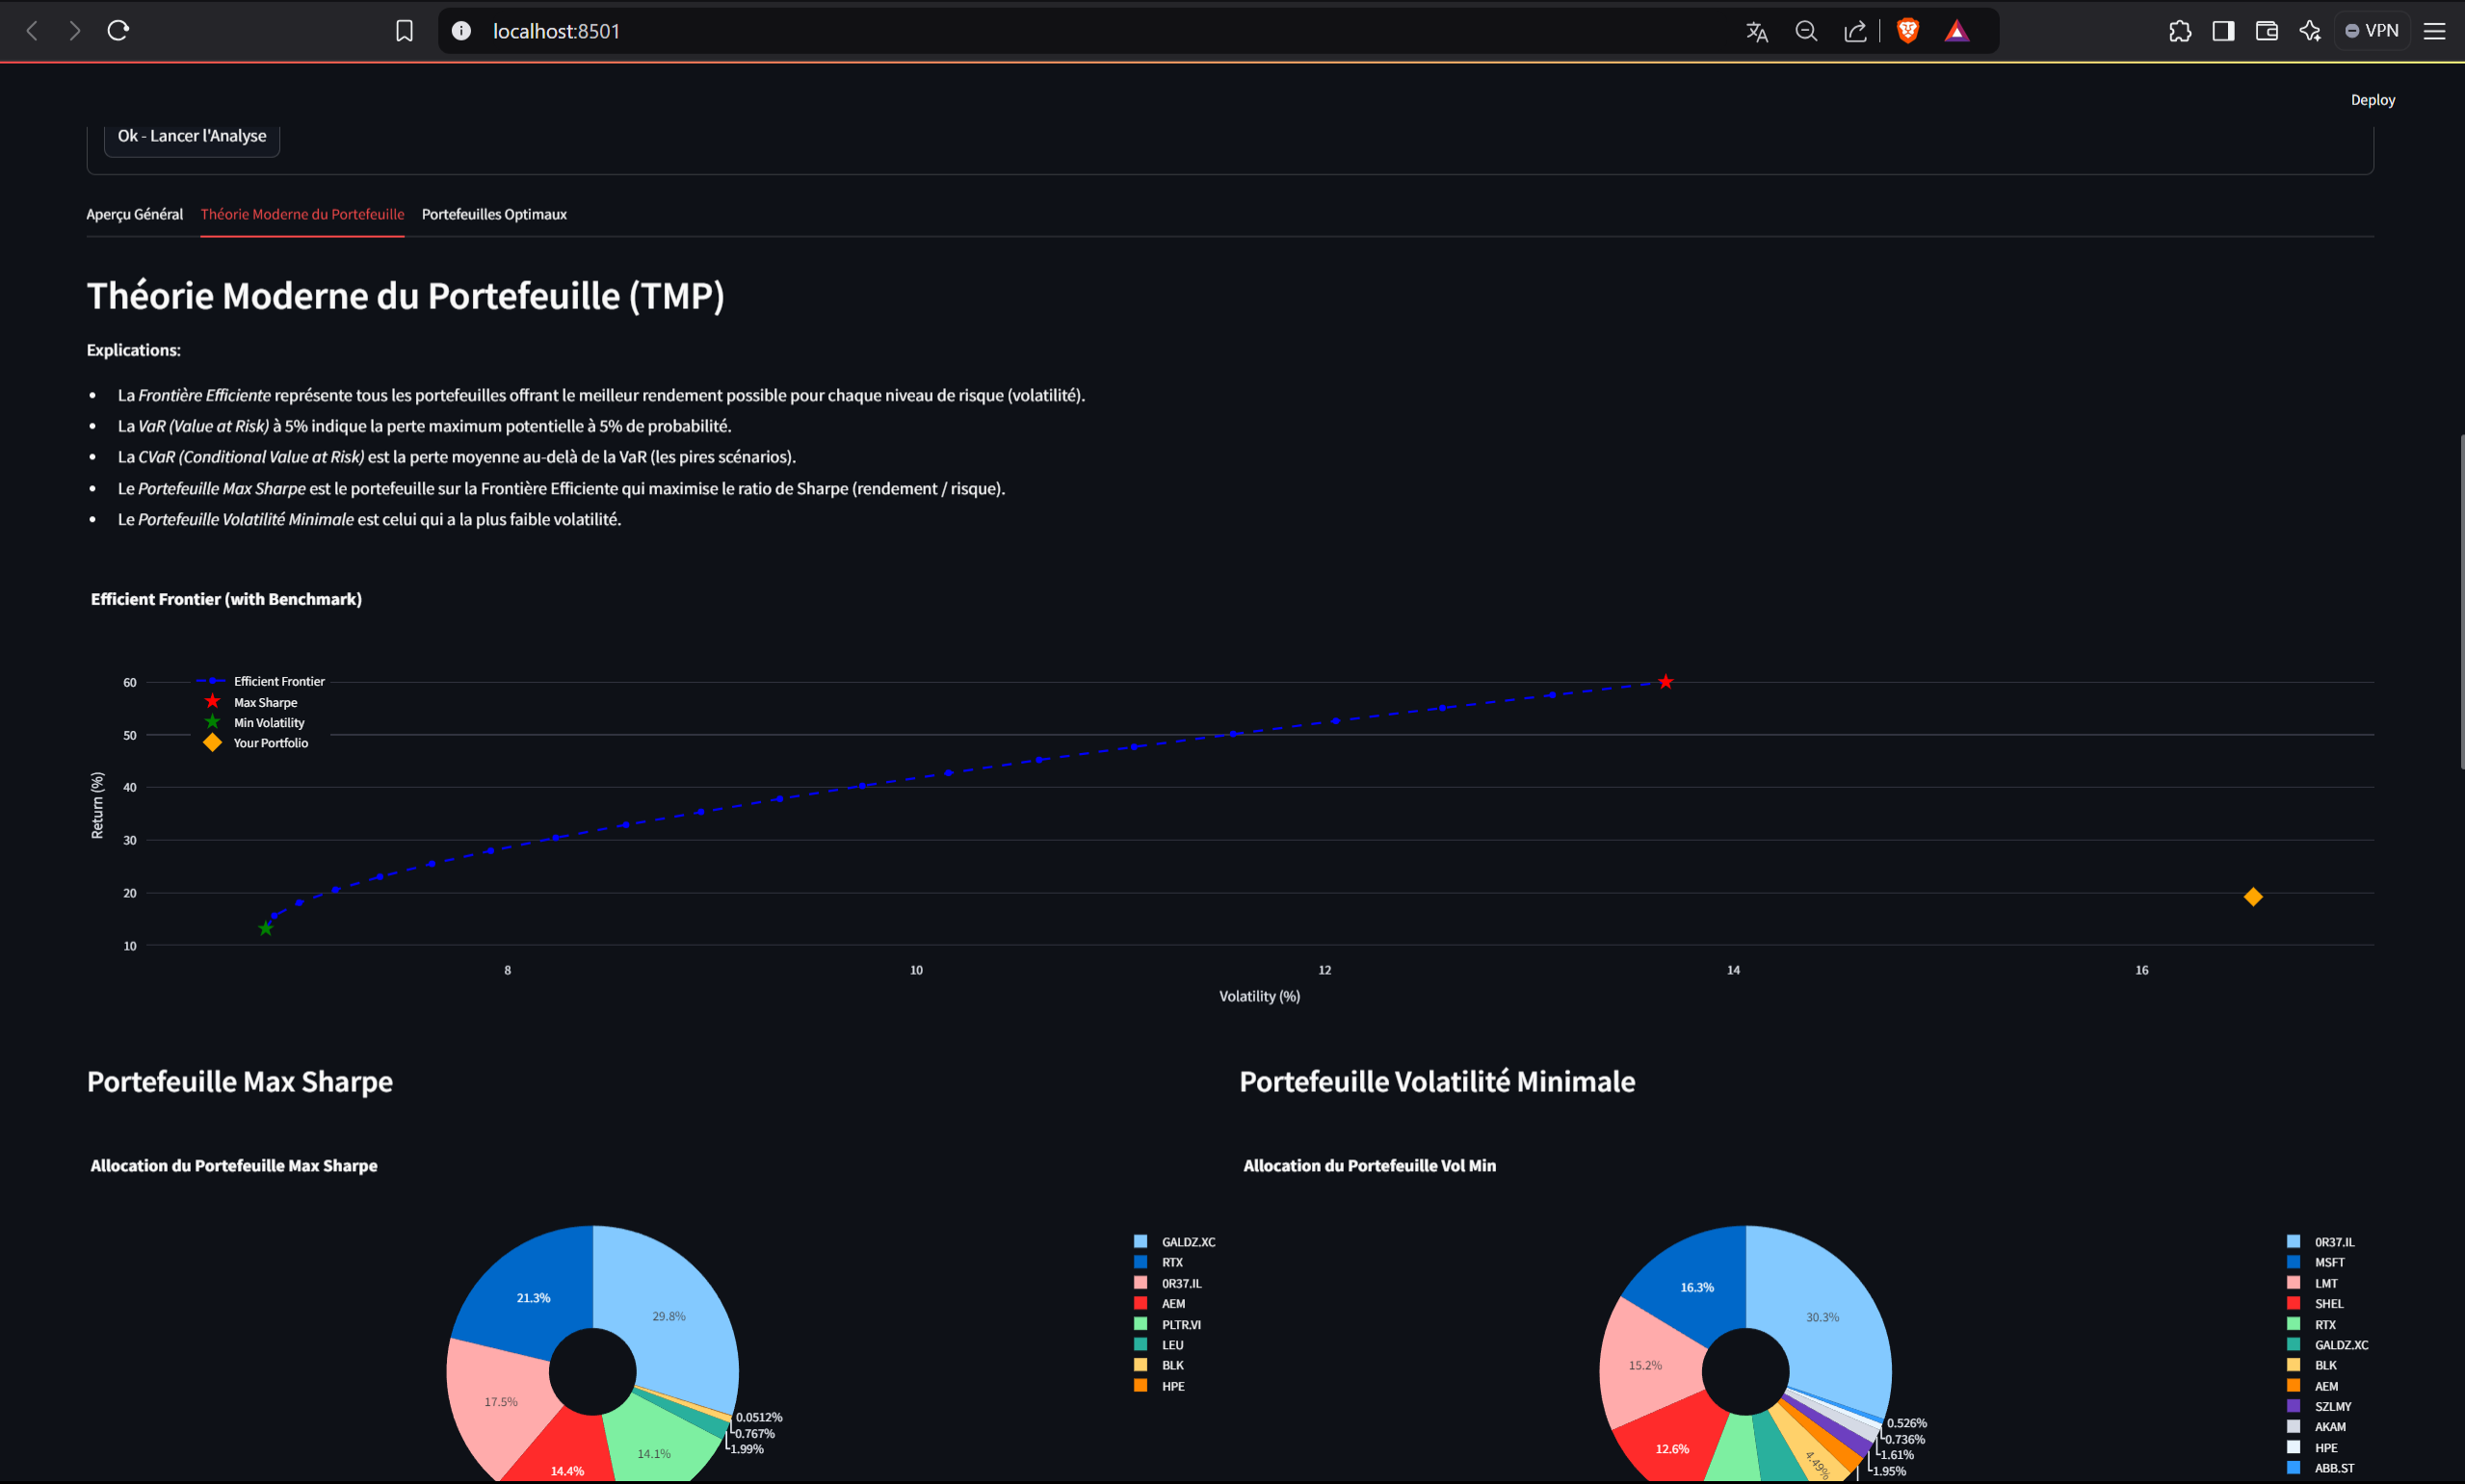 localhost:8501
VPN
Deploy
Ok - Lancer l'Analyse
Aperçu Général
Théorie Moderne du Portefeuille
Portefeuilles Optimaux
Théorie Moderne du Portefeuille (TMP)
Explications:
• La Frontière Efficiente représente tous les portefeuilles offrant le meilleur rendement possible pour chaque niveau de risque (volatilité).
• La VaR (Value at Risk) à 5% indique la perte maximum potentielle à 5% de probabilité.
• La CVaR (Conditional Value at Risk) est la perte moyenne au-delà de la VaR (les pires scénarios).
• Le Portefeuille Max Sharpe est le portefeuille sur la Frontière Efficiente qui maximise le ratio de Sharpe (rendement / risque).
• Le Portefeuille Volatilité Minimale est celui qui a la plus faible volatilité.
Efficient Frontier (with Benchmark)
Efficient Frontier
Max Sharpe
Min Volatility
Your Portfolio
Return (%)
60
50
40
30
20
10
8
10
12
14
16
Volatility (%)
Portefeuille Max Sharpe
Allocation du Portefeuille Max Sharpe
29.8%
21.3%
17.5%
14.4%
14.1%
0.0512%
0.767%
1.99%
GALDZ.XC
RTX
0R37.IL
AEM
PLTR.VI
LEU
BLK
HPE
Portefeuille Volatilité Minimale
Allocation du Portefeuille Vol Min
30.3%
16.3%
15.2%
12.6%
4.49%
0.526%
0.736%
1.61%
1.95%
0R37.IL
MSFT
LMT
SHEL
RTX
GALDZ.XC
BLK
AEM
SZLMY
AKAM
HPE
ABB.ST